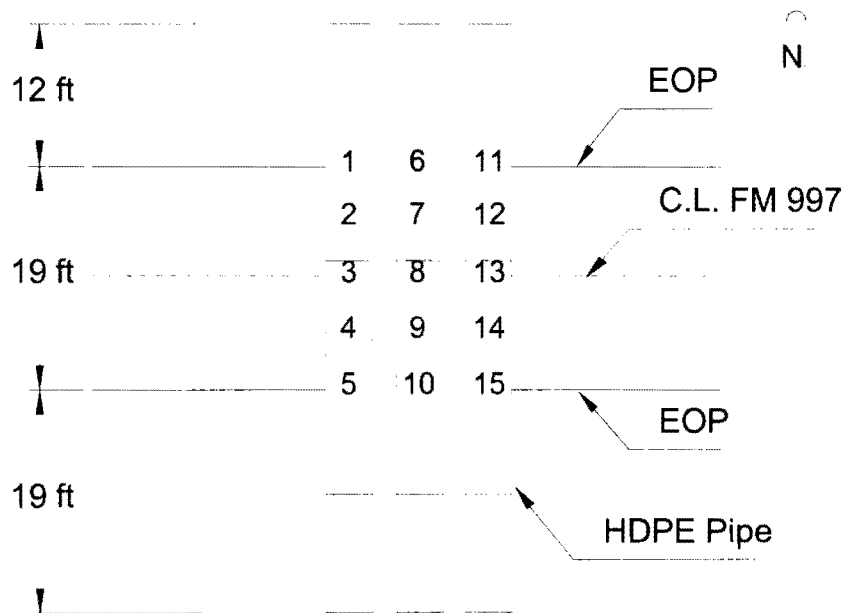 N
12 ft
EOP
1 6 11
2 7 12
C.L. FM 997
19 ft
3 8 13
4 9 14
5 10 15
EOP
19 ft
HDPE Pipe